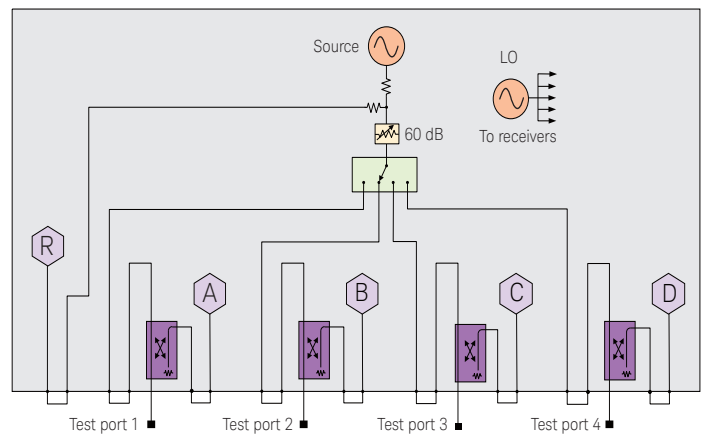 Source
LO
60 dB
To receivers
R
A
B
C
D
Test port 1
Test port 2
Test port 3
Test port 4